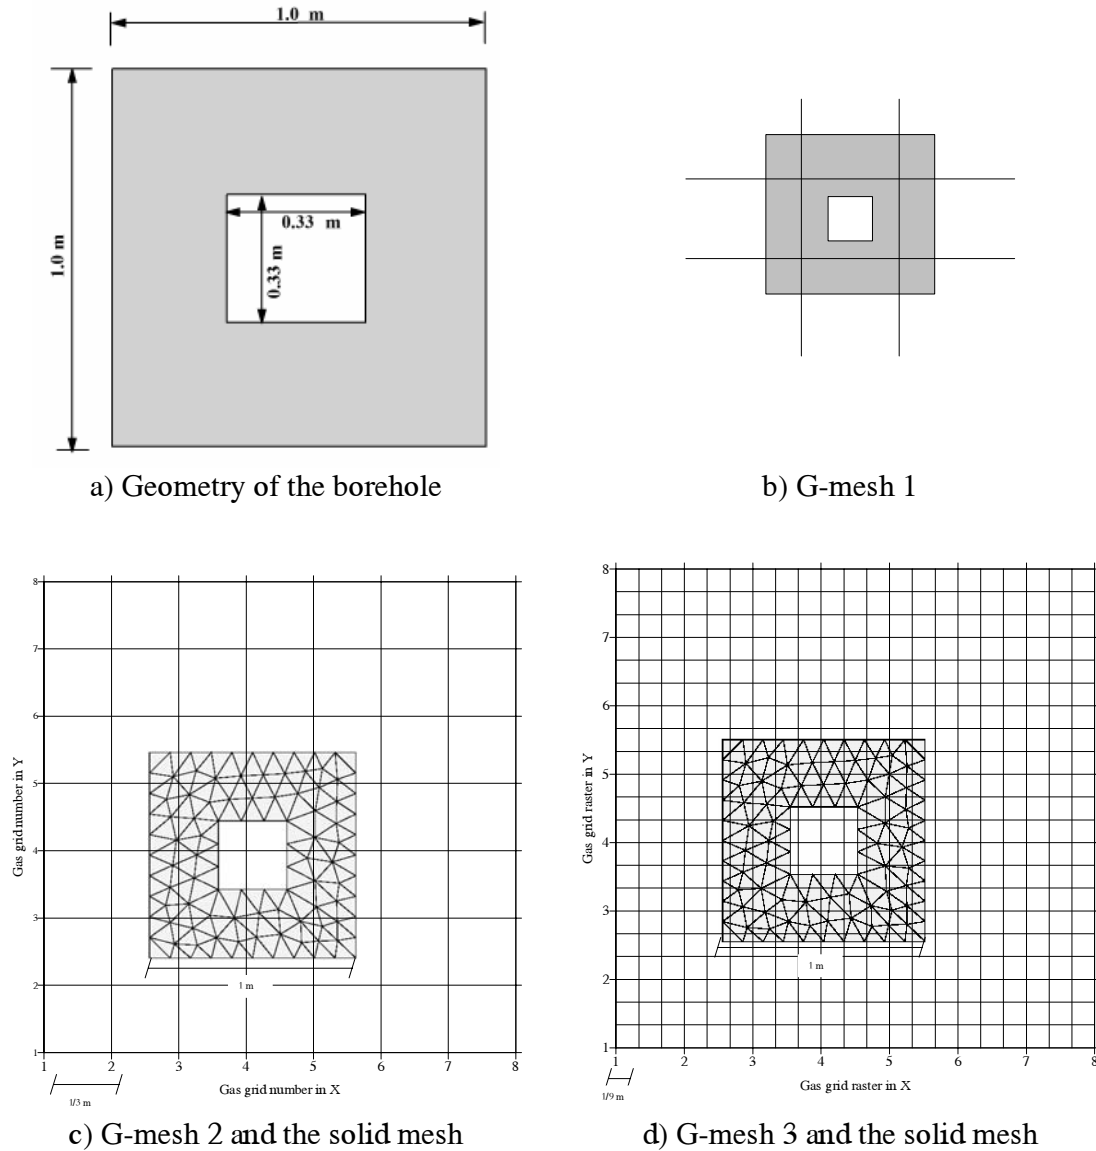 1.0 m
1.0 m
0.33 m
0.33 m
a) Geometry of the borehole
b) G-mesh 1
8
7
6
5
4
3
2
1
Gas grid number in Y
1 m
1 2 3 4 5 6 7 8
Gas grid number in X
1/3 m
c) G-mesh 2 and the solid mesh
8
7
6
5
4
3
2
1
Gas grid raster in Y
1 m
1 2 3 4 5 6 7 8
Gas grid raster in X
1/9 m
d) G-mesh 3 and the solid mesh